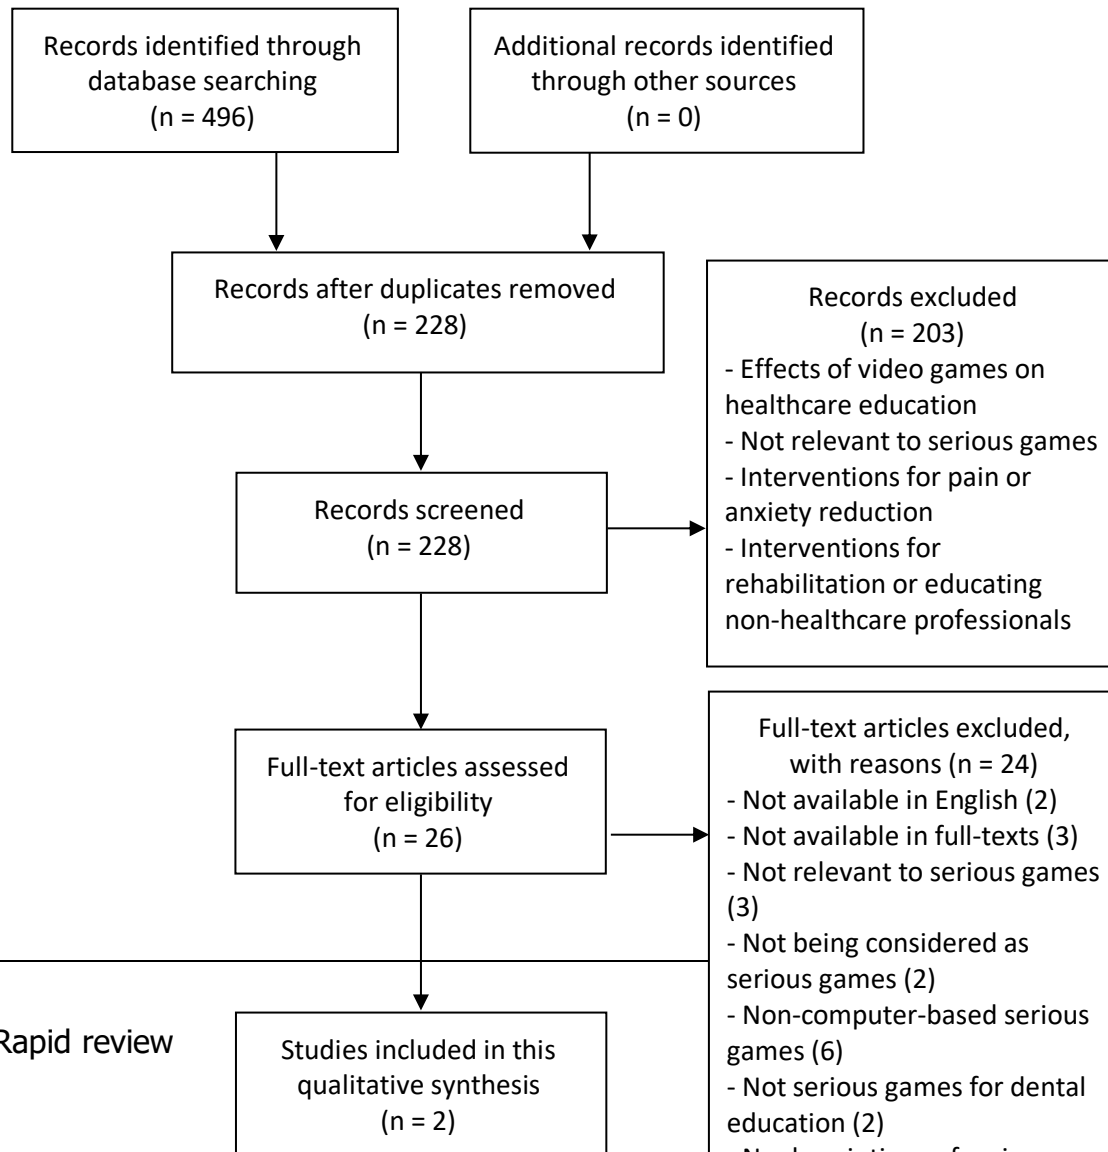 Records identified through
database searching
(n = 496)
Additional records identified
through other sources
(n = 0)
Records after duplicates removed
(n = 228)
Records excluded
(n = 203)
- Effects of video games on
healthcare education
- Not relevant to serious games
- Interventions for pain or
anxiety reduction
- Interventions for
rehabilitation or educating
non-healthcare professionals
Records screened
(n = 228)
Full-text articles assessed
for eligibility
(n = 26)
Full-text articles excluded,
with reasons (n = 24)
- Not available in English (2)
- Not available in full-texts (3)
- Not relevant to serious games
(3)
- Not being considered as
serious games (2)
- Non-computer-based serious
games (6)
- Not serious games for dental
education (2)
Rapid review
Studies included in this
qualitative synthesis
(n = 2)